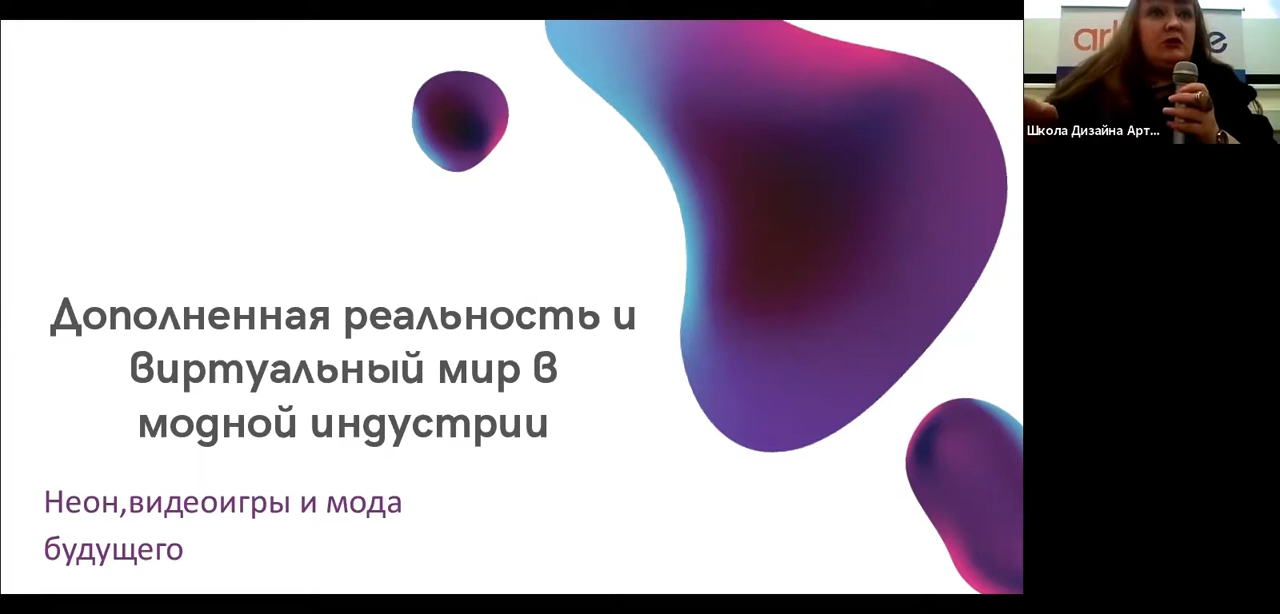 Дополненная реальность и
виртуальный мир в
модной индустрии
Неон,видеоигры и мода
будущего
Школа Дизайна Арт...